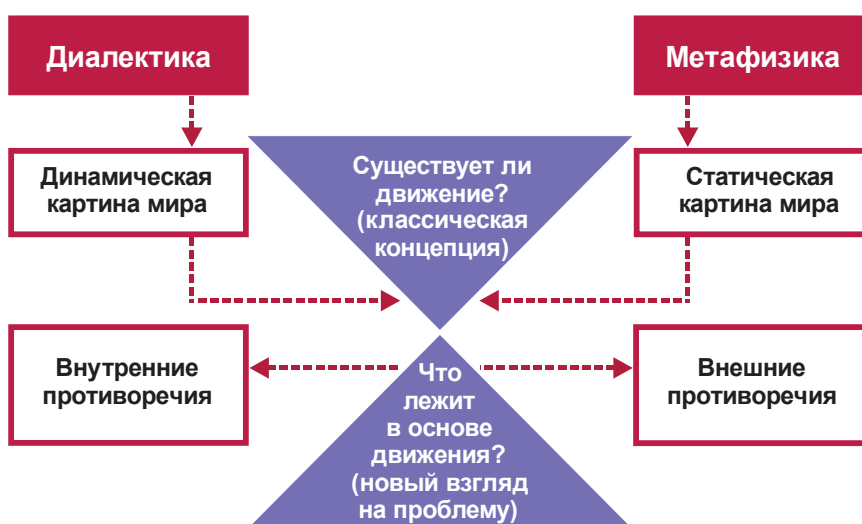 Диалектика
Метафизика
Динамическая
картина мира
Существует ли
движение?
(классическая
концепция)
Статическая
картина мира
Внутренние
противоречия
Что
лежит
в основе
движения?
(новый взгляд
на проблему)
Внешние
противоречия